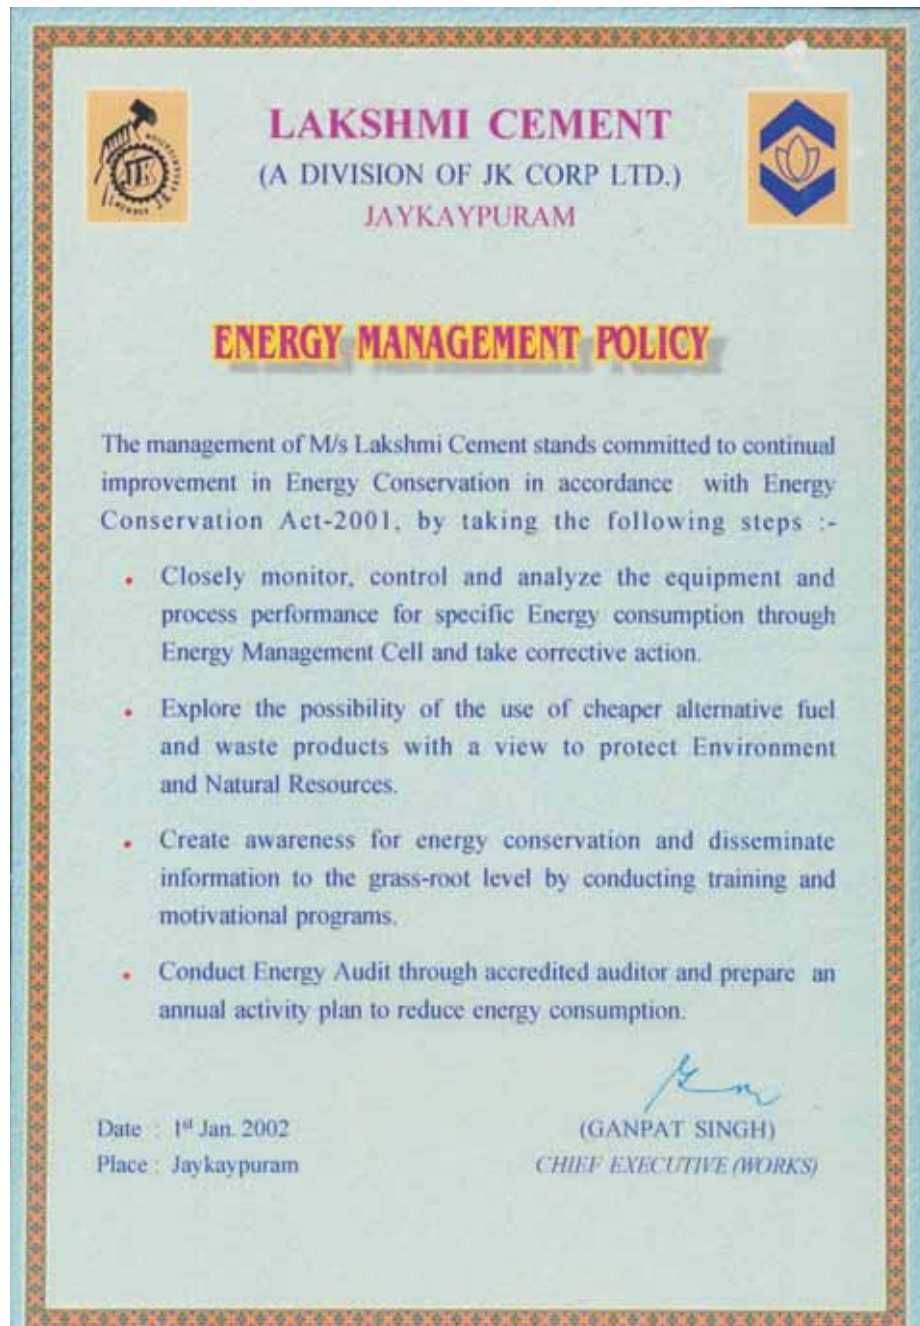 LAKSHMI CEMENT
(A DIVISION OF JK CORP LTD.)
JAYKAYPURAM
JK
MEMBER JK
ENERGY MANAGEMENT POLICY
The management of M/s Lakshmi Cement stands committed to continual
improvement in Energy Conservation in accordance with Energy
Conservation Act-2001, by taking the following steps :-
• Closely monitor, control and analyze the equipment and
process performance for specific Energy consumption through
Energy Management Cell and take corrective action.
• Explore the possibility of the use of cheaper alternative fuel
and waste products with a view to protect Environment
and Natural Resources.
• Create awareness for energy conservation and disseminate
information to the grass-root level by conducting training and
motivational programs.
• Conduct Energy Audit through accredited auditor and prepare an
annual activity plan to reduce energy consumption.
Date : 1st Jan. 2002
Place : Jaykaypuram
(GANPAT SINGH)
CHIEF EXECUTIVE (WORKS)